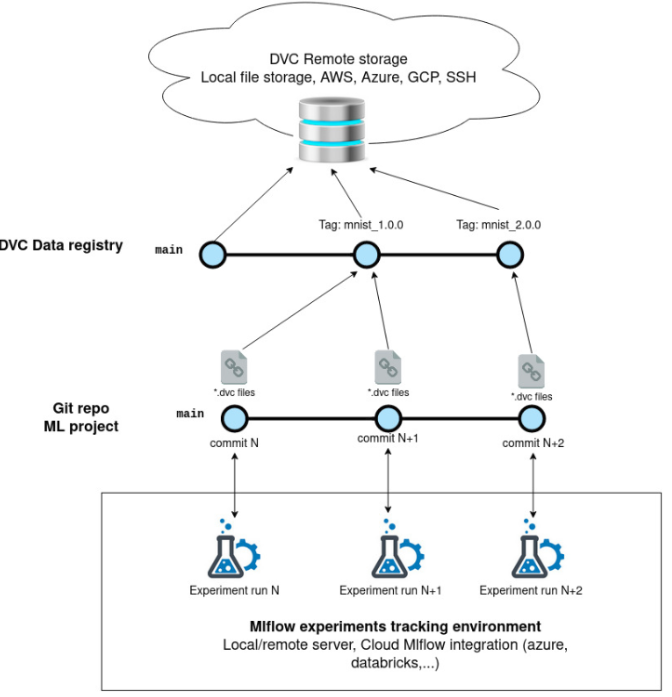 DVC Remote storage
Local file storage, AWS, Azure, GCP, SSH
Tag: mnist_1.0.0
Tag: mnist_2.0.0
DVC Data registry
main
*.dvc files
*.dvc files
*.dvc files
Git repo
ML project
main
commit N
commit N+1
commit N+2
Experiment run N
Experiment run N+1
Experiment run N+2
Mlflow experiments tracking environment
Local/remote server, Cloud Mlflow integration (azure,
databricks,...)